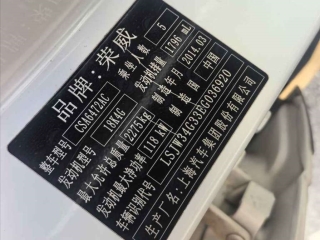 品牌:荣威
整车型号 CSA6472AC 乘坐人数 5
发动机型号 18K4G 发动机排量 1796 mL
最大允许总质量 2275 kg 制造年月 2014.03
发动机最大净功率 118 kW 制造国 中国
车辆识别代号 LSJW34G33BG036920
生产厂名:上海汽车集团股份有限公司